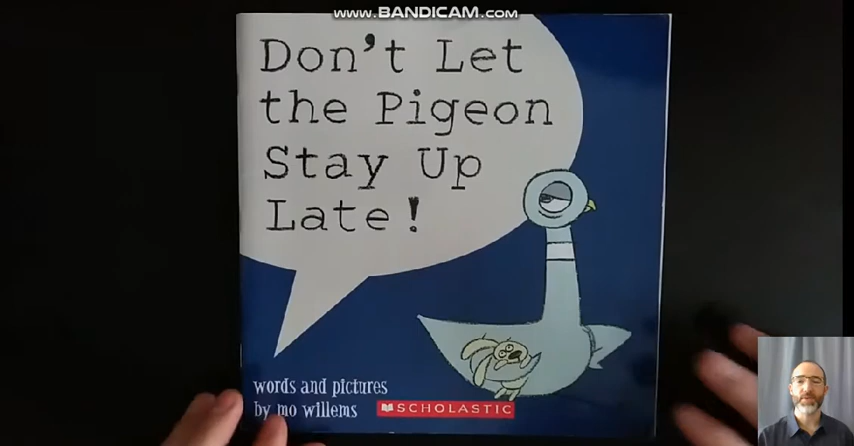 www.BANDICAM.com
Don't Let
the Pigeon
Stay Up
Late!
words and pictures
by mo willems
SCHOLASTIC